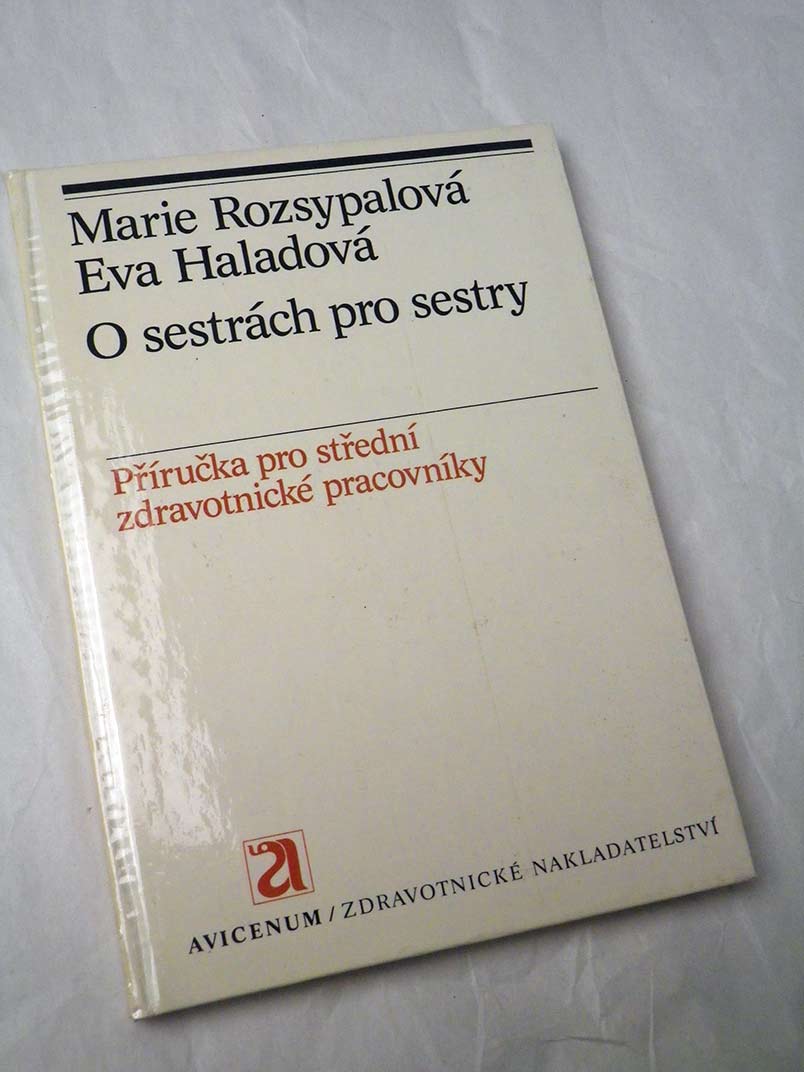 Marie Rozsypalová
Eva Haladová
O sestrách pro sestry
Příručka pro střední
zdravotnické pracovníky
AVICENUM / ZDRAVOTNICKÉ NAKLADATELSTVÍ